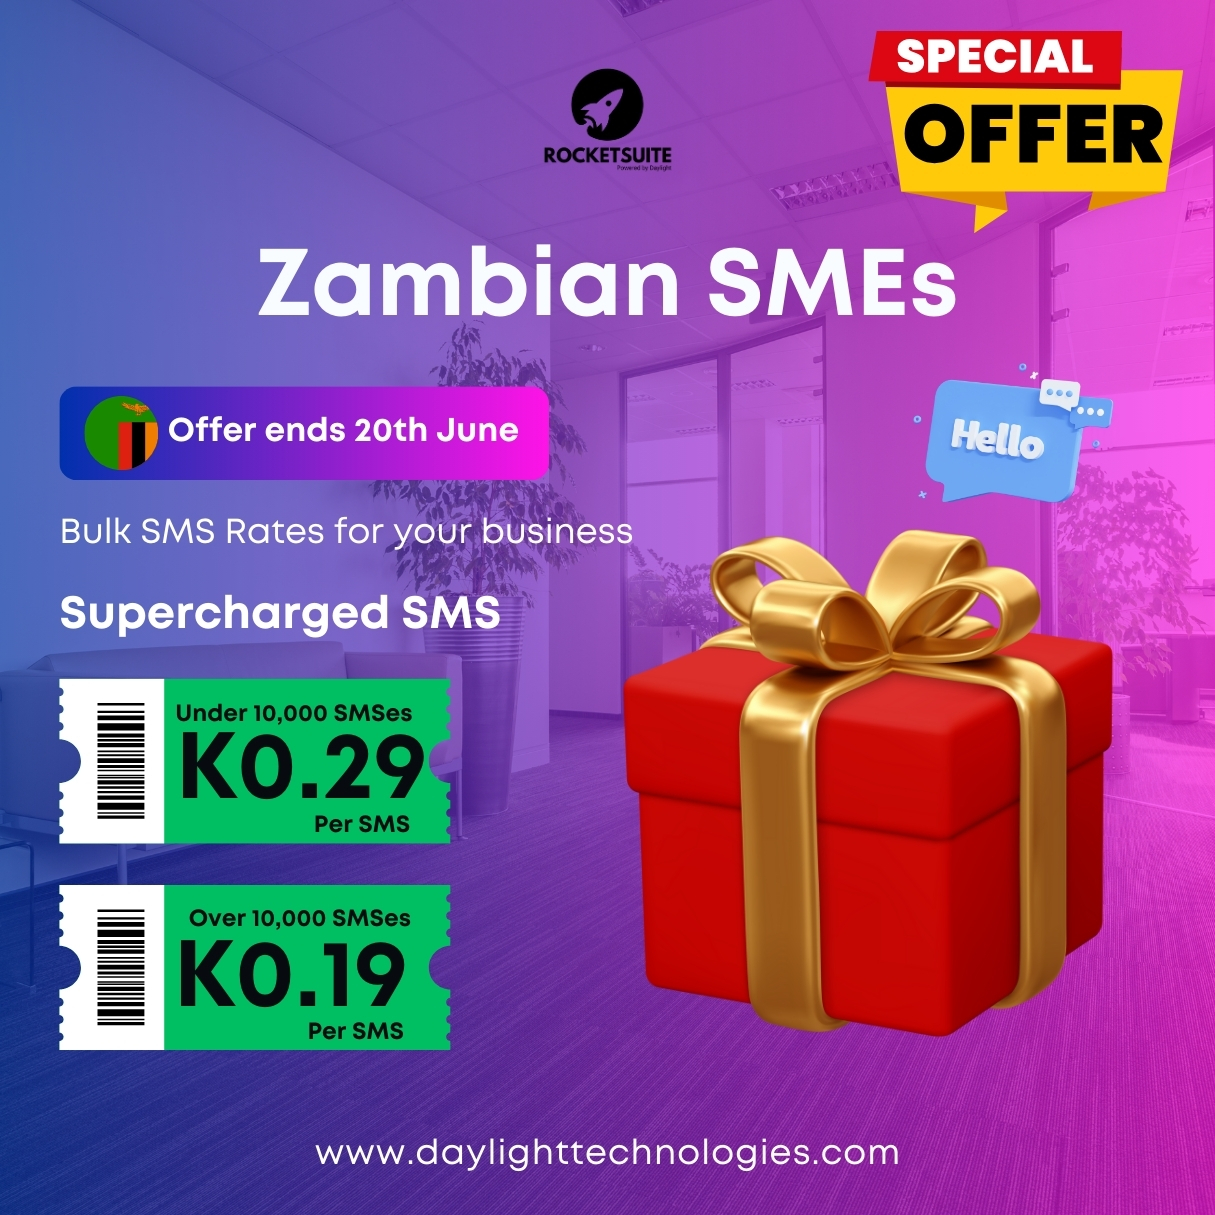 SPECIAL
OFFER
ROCKETSUITE
Powered by Daylight
Zambian SMEs
Offer ends 20th June
Hello
Bulk SMS Rates for your business
Supercharged SMS
Under 10,000 SMSes
K0.29
Per SMS
Over 10,000 SMSes
K0.19
Per SMS
www.daylighttechnologies.com